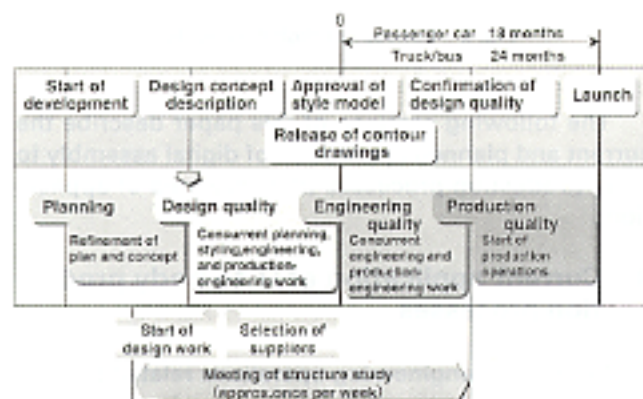 0
Passenger car 18 months
Truck/bus 24 months
Start of development
Design concept description
Approval of style model
Confirmation of design quality
Launch
Release of contour drawings
Planning
Refinement of plan and concept
Design quality
Concurrent planning, styling, engineering, and production-engineering work
Engineering quality
Concurrent engineering and production-engineering work
Production quality
Start of production operations
Start of design work
Selection of suppliers
Meeting of structure study
(approx. once per week)